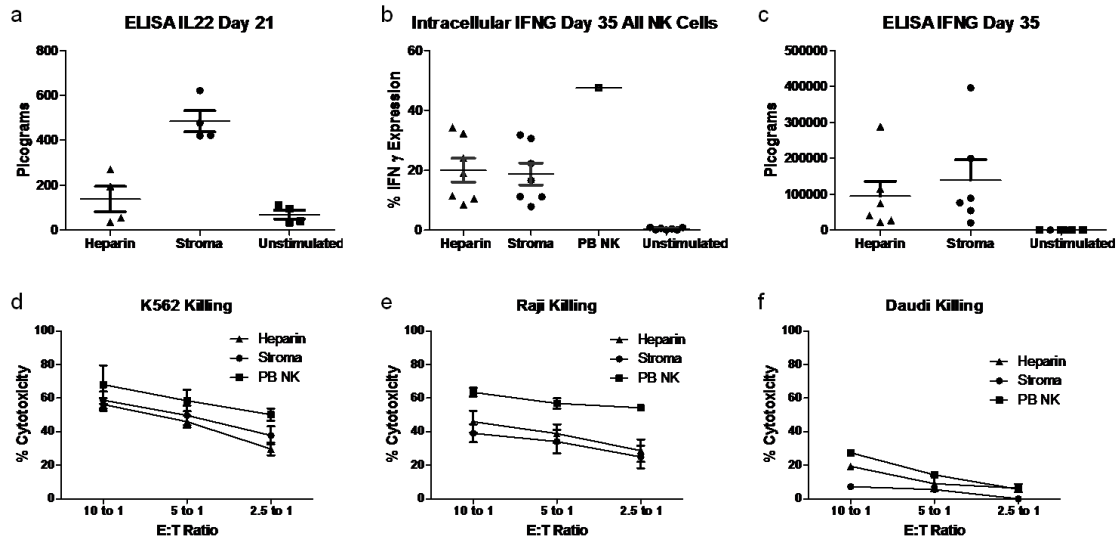 a
ELISA IL22 Day 21
Picograms
800
600
400
200
0
Heparin
Stroma
Unstimulated
b
Intracellular IFNG Day 35 All NK Cells
% IFN γ Expression
60
40
20
0
Heparin
Stroma
PB NK
Unstimulated
c
ELISA IFNG Day 35
Picograms
500000
400000
300000
200000
100000
0
Heparin
Stroma
Unstimulated
d
K562 Killing
% Cytotoxicity
100
80
60
40
20
0
Heparin
Stroma
PB NK
10 to 1
5 to 1
2.5 to 1
E:T Ratio
e
Raji Killing
% Cytotoxicity
100
80
60
40
20
0
Heparin
Stroma
PB NK
10 to 1
5 to 1
2.5 to 1
E:T Ratio
f
Daudi Killing
% Cytotoxicity
100
80
60
40
20
0
Heparin
Stroma
PB NK
10 to 1
5 to 1
2.5 to 1
E:T Ratio